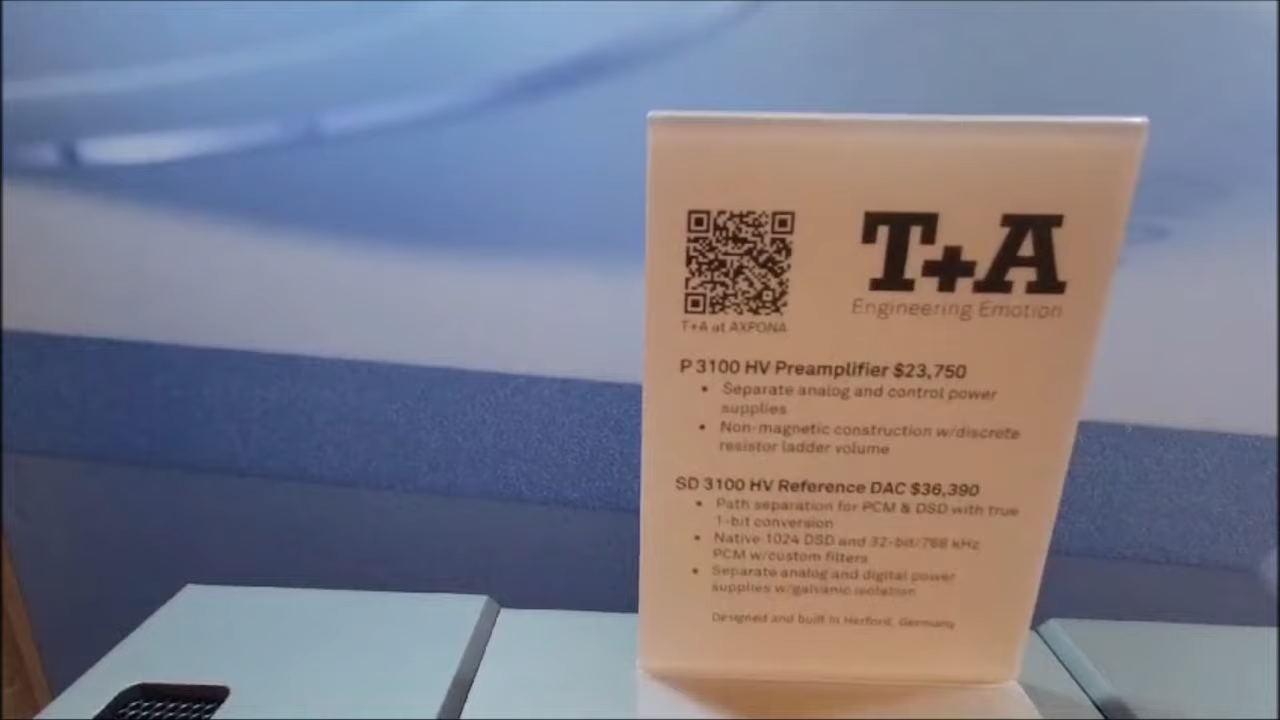 T+A
Engineering Emotion
T+A at AXPONA
P 3100 HV Preamplifier $23,750
• Separate analog and control power
supplies
• Non-magnetic construction w/discrete
resistor ladder volume
SD 3100 HV Reference DAC $36,390
• Path separation for PCM & DSD with true
1-bit conversion
• Native 1024 DSD and 32-bit/768 kHz
PCM w/custom filters
• Separate analog and digital power
supplies w/galvanic isolation
Designed and built in Herford, Germany